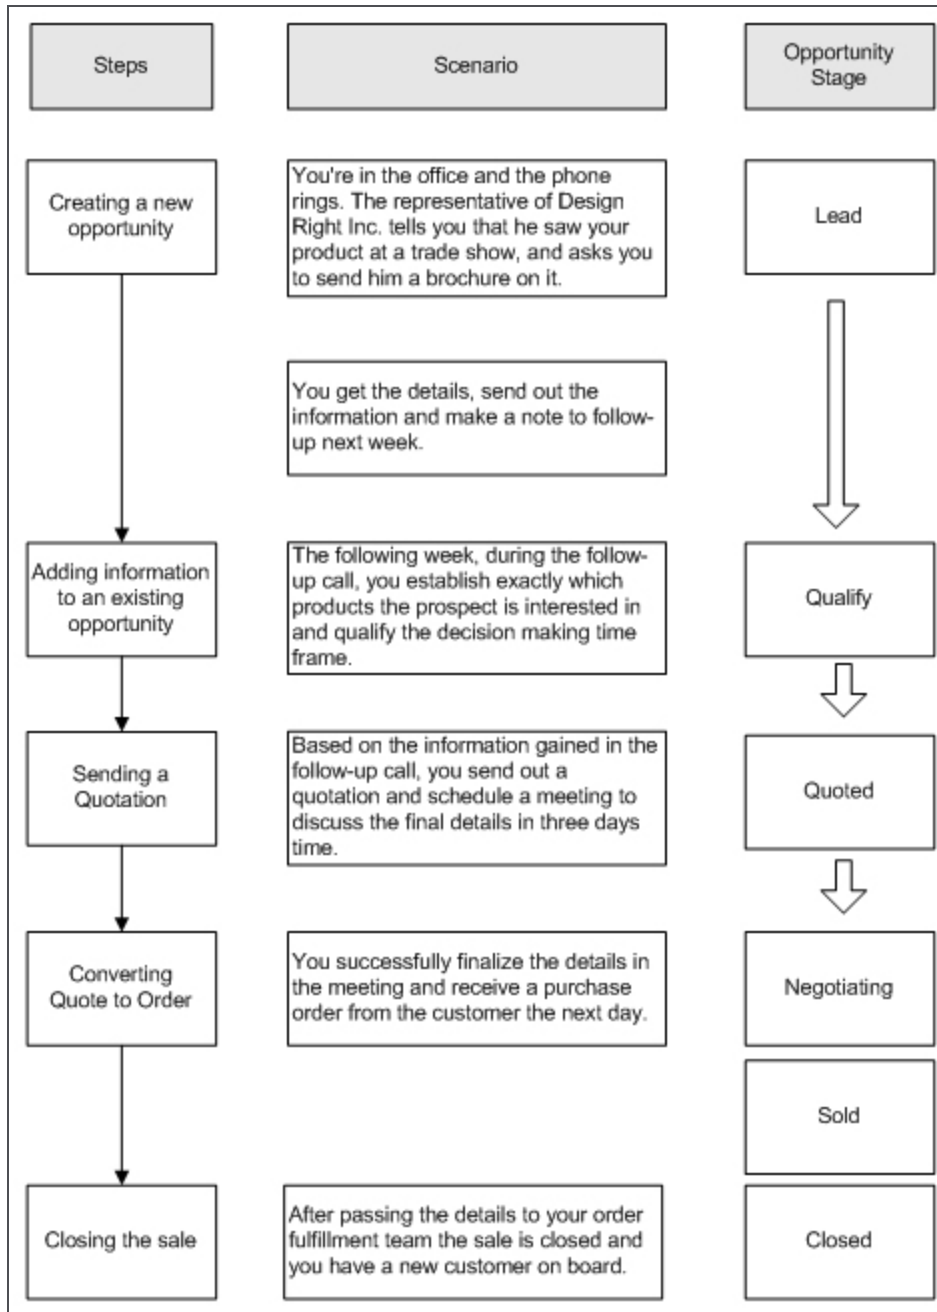 Steps
Scenario
Opportunity
Stage
Creating a new
opportunity
You're in the office and the phone
rings. The representative of Design
Right Inc. tells you that he saw your
product at a trade show, and asks you
to send him a brochure on it.
Lead
You get the details, send out the
information and make a note to follow-
up next week.
Adding information
to an existing
opportunity
The following week, during the follow-
up call, you establish exactly which
products the prospect is interested in
and qualify the decision making time
frame.
Qualify
Sending a
Quotation
Based on the information gained in the
follow-up call, you send out a
quotation and schedule a meeting to
discuss the final details in three days
time.
Quoted
Converting
Quote to Order
You successfully finalize the details in
the meeting and receive a purchase
order from the customer the next day.
Negotiating
Sold
Closing the sale
After passing the details to your order
fulfillment team the sale is closed and
you have a new customer on board.
Closed